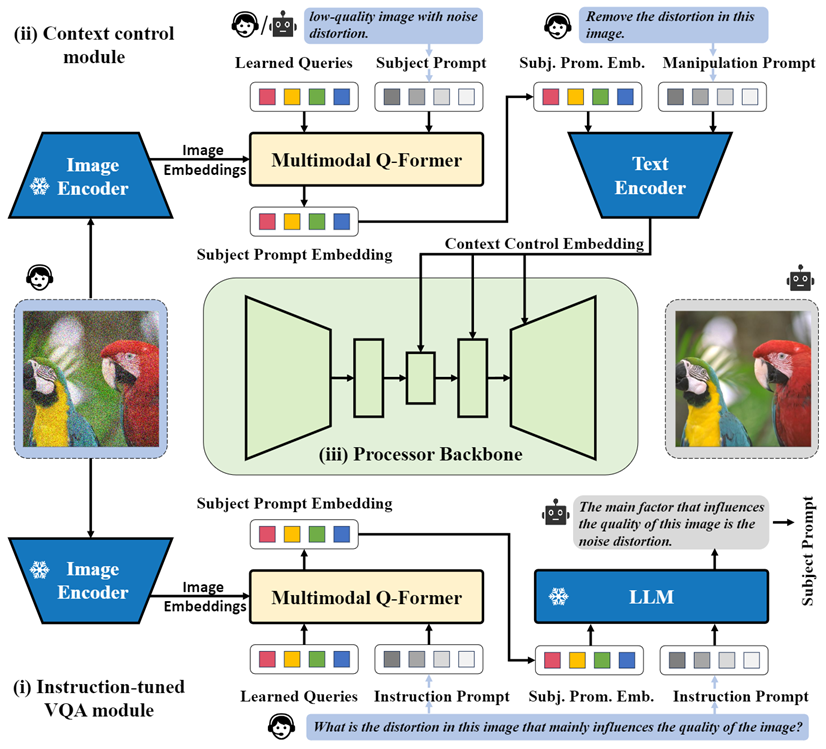 (ii) Context control
module
low-quality image with noise
distortion.
Remove the distortion in this
image.
Learned Queries
Subject Prompt
Subj. Prom. Emb.
Manipulation Prompt
Image
Encoder
Image
Embeddings
Multimodal Q-Former
Text
Encoder
Subject Prompt Embedding
Context Control Embedding
(iii) Processor Backbone
Subject Prompt Embedding
The main factor that influences
the quality of this image is the
noise distortion.
Subject Prompt
Image
Encoder
Image
Embeddings
Multimodal Q-Former
LLM
(i) Instruction-tuned
VQA module
Learned Queries
Instruction Prompt
Subj. Prom. Emb.
Instruction Prompt
What is the distortion in this image that mainly influences the quality of the image?